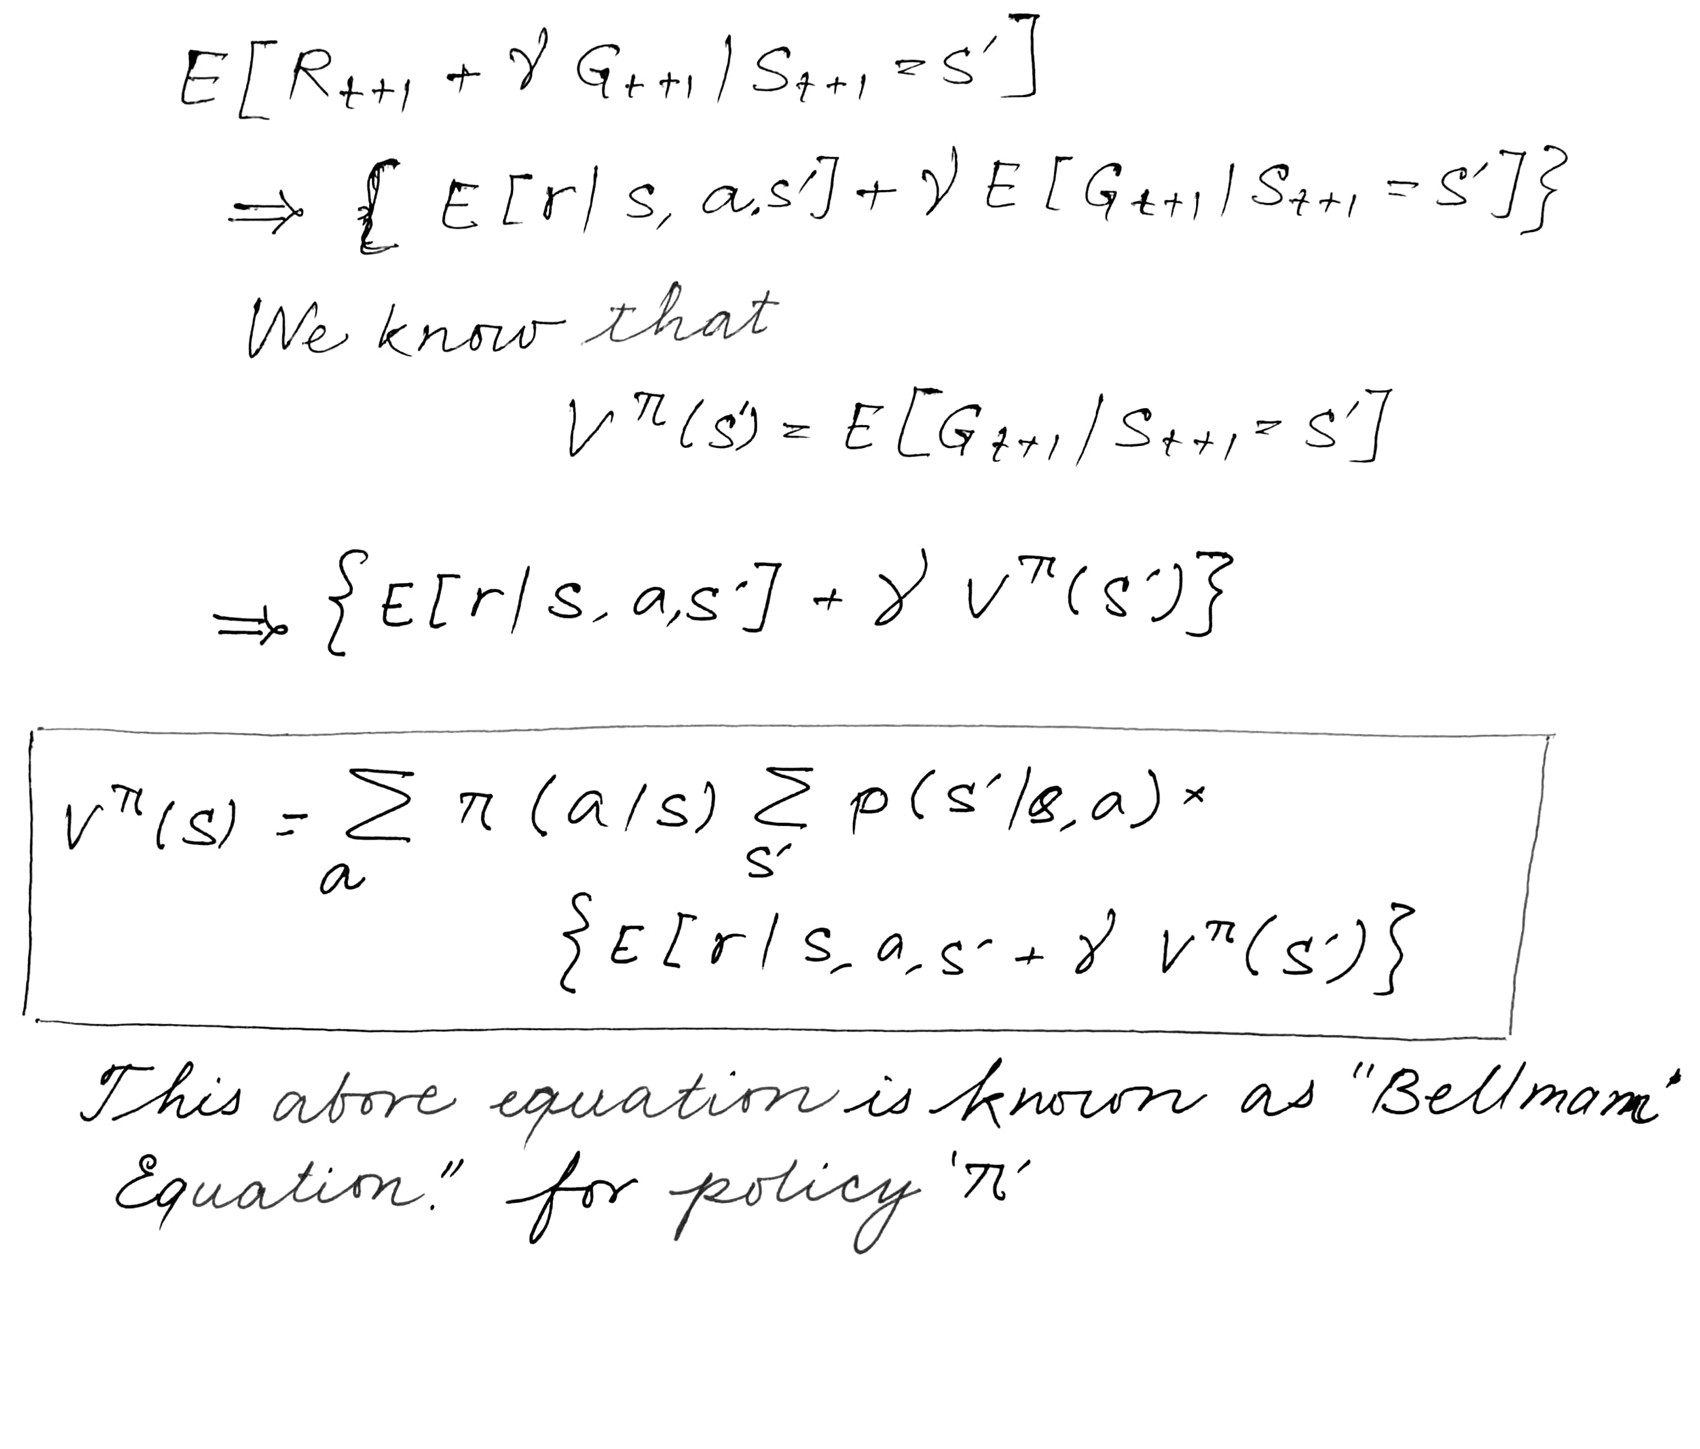 E[R_{t+1} + γ G_{t+1} | S_{t+1} = s']
⇒ { E[r | s, a, s'] + γ E[G_{t+1} | S_{t+1} = s'] }
We know that
V^π(s') = E[G_{t+1} | S_{t+1} = s']
⇒ {E[r | s, a, s'] + γ V^π(s')}
V^π(s) = Σ_a π(a/s) Σ_{s'} p(s'/s, a) ×
{E[r | s, a, s' + γ V^π(s')}
This above equation is known as "Bellmam'
Equation." for policy 'π'